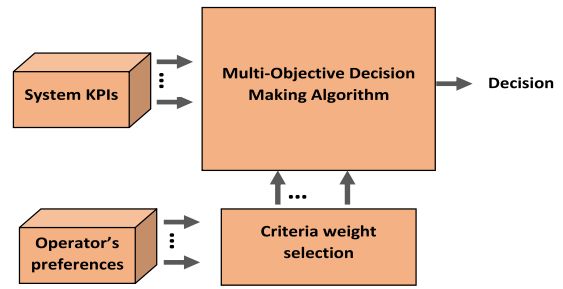 Multi-Objective Decision
Making Algorithm
System KPIs
Decision
Operator's
preferences
Criteria weight
selection